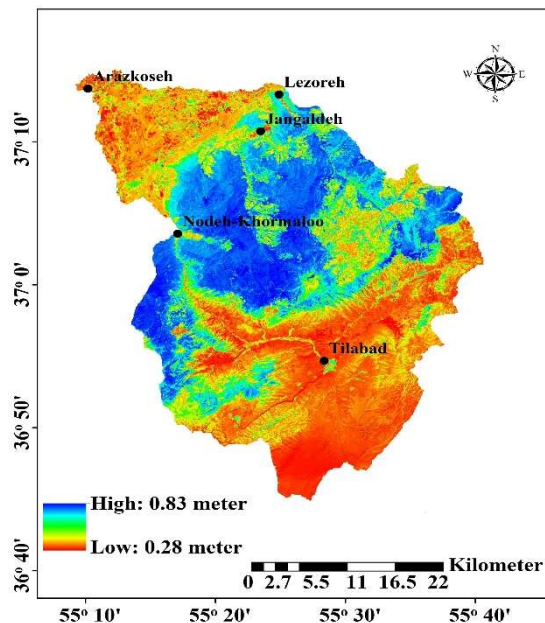 N
W E
S
Arazkoseh
Lezoreh
Jangaldeh
Nodeh-Khormaloo
Tilabad
37° 10'
37° 0'
36° 50'
36° 40'
High: 0.83 meter
Low: 0.28 meter
Kilometer
0 2.7 5.5 11 16.5 22
55° 10' 55° 20' 55° 30' 55° 40'